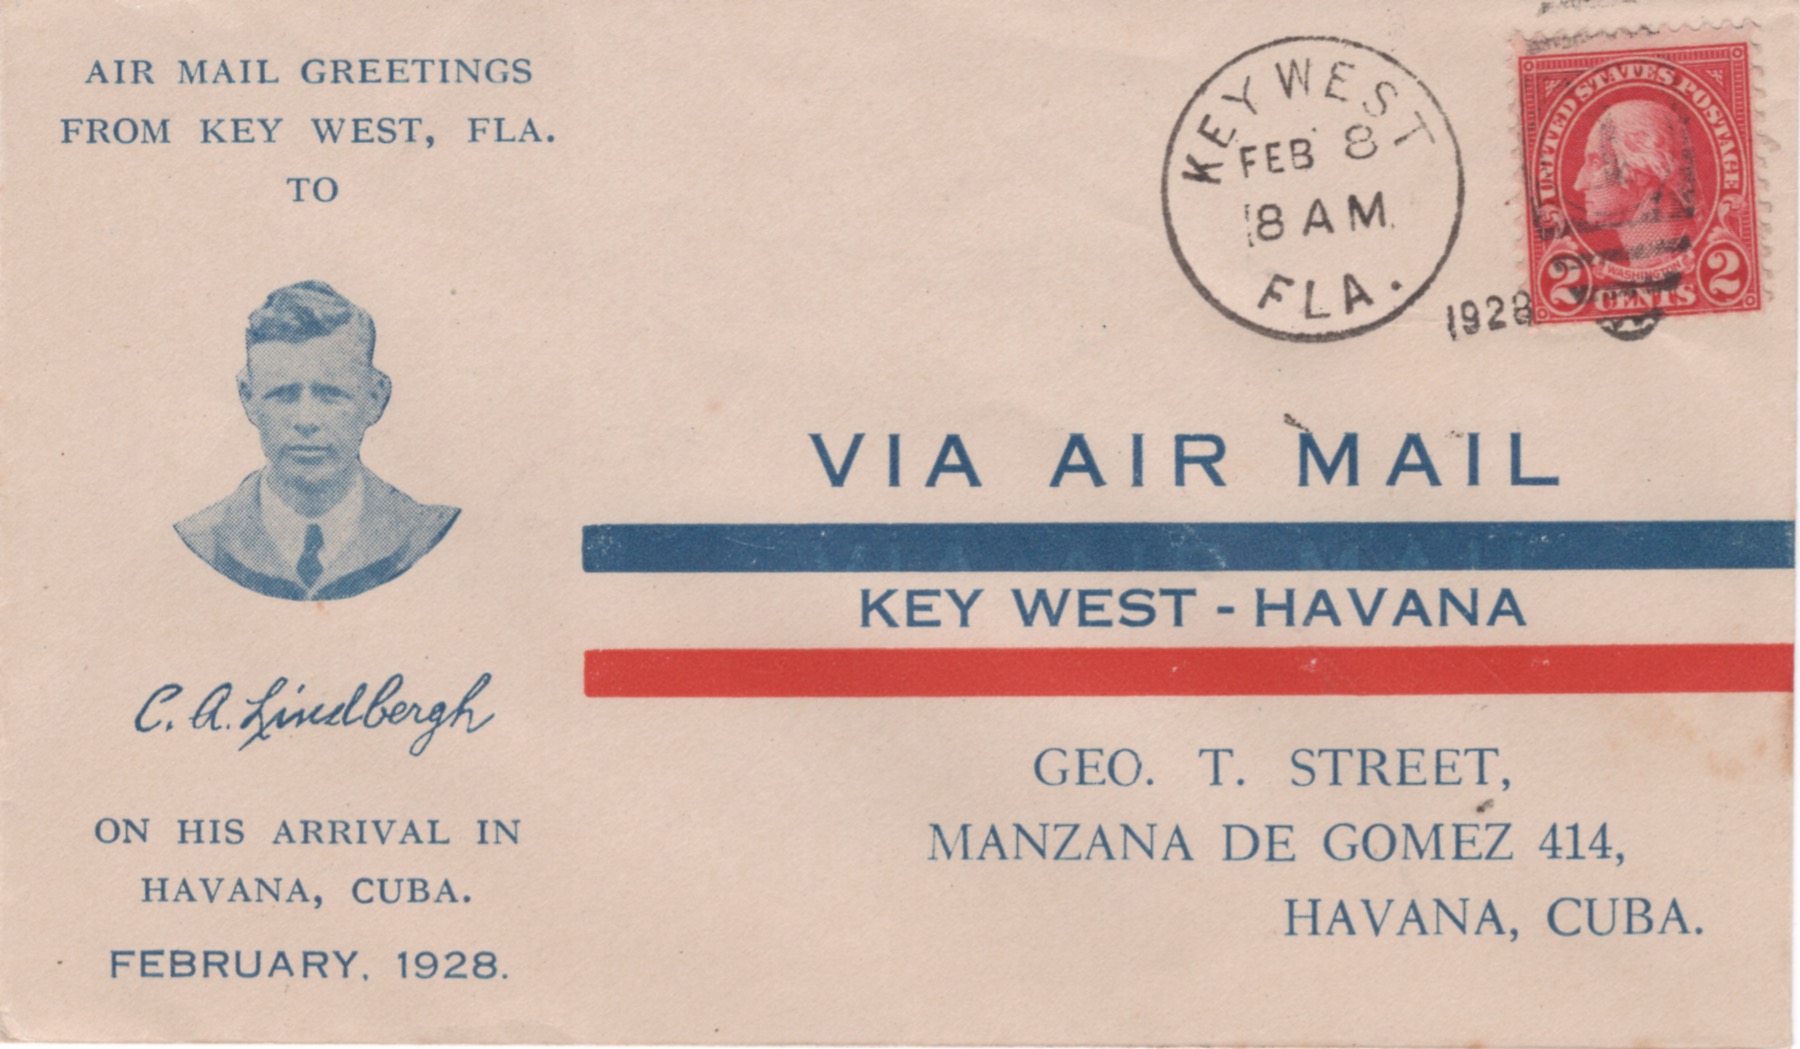 AIR MAIL GREETINGS
FROM KEY WEST, FLA.
TO
C. A. Lindbergh
ON HIS ARRIVAL IN
HAVANA, CUBA.
FEBRUARY, 1928.
KEY WEST
FEB 8
8 AM
FLA.
1928
UNITED STATES POSTAGE
WASHINGTON
2 CENTS 2
VIA AIR MAIL
KEY WEST - HAVANA
GEO. T. STREET,
MANZANA DE GOMEZ 414,
HAVANA, CUBA.